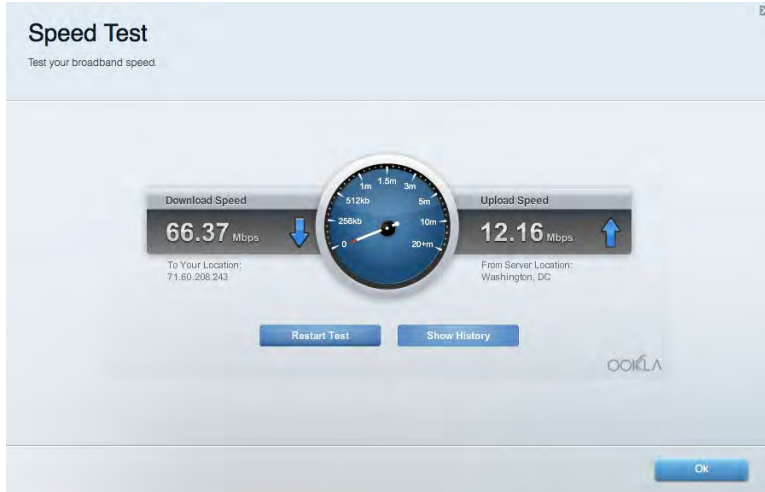 Speed Test
Test your broadband speed.
Download Speed
66.37 Mbps
To Your Location:
71.60.208.243
0
256kb
512kb
1m
1.5m
3m
5m
10m
20+m
Upload Speed
12.16 Mbps
From Server Location:
Washington, DC
Restart Test
Show History
OOKLA
Ok